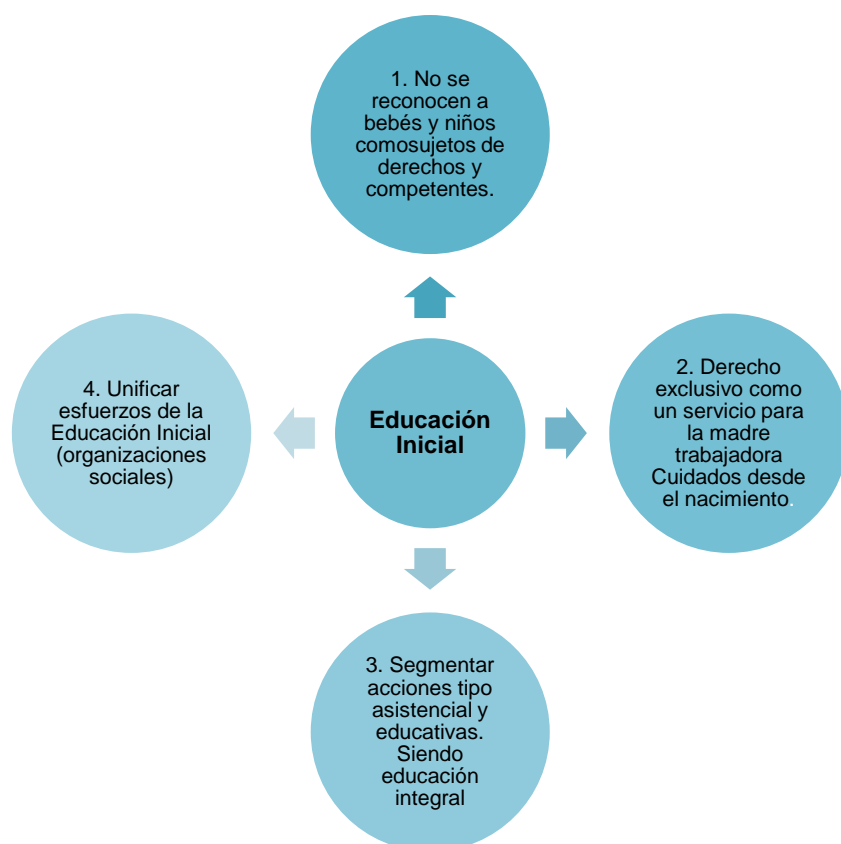 1. No se
reconocen a
bebés y niños
comosujetos de
derechos y
competentes.
4. Unificar
esfuerzos de la
Educación Inicial
(organizaciones
sociales)
Educación
Inicial
2. Derecho
exclusivo como
un servicio para
la madre
trabajadora
Cuidados desde
el nacimiento.
3. Segmentar
acciones tipo
asistencial y
educativas.
Siendo
educación
integral